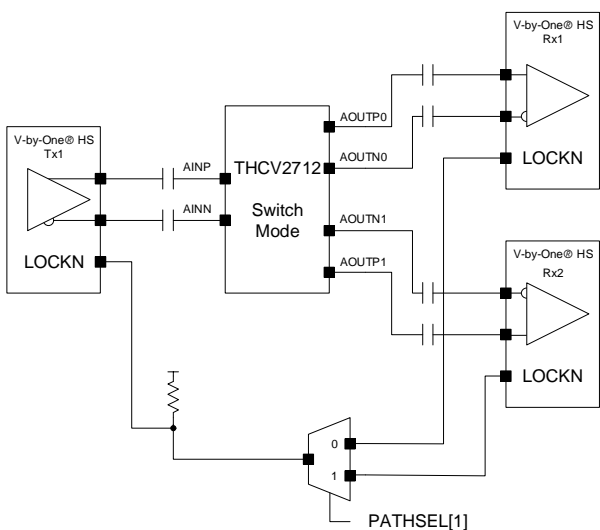 V-by-One® HS
Rx1
LOCKN
AOUTP0
AOUTN0
V-by-One® HS
Tx1
LOCKN
AINP
AINN
THCV2712
Switch
Mode
AOUTN1
AOUTP1
V-by-One® HS
Rx2
LOCKN
0
1
PATHSEL[1]